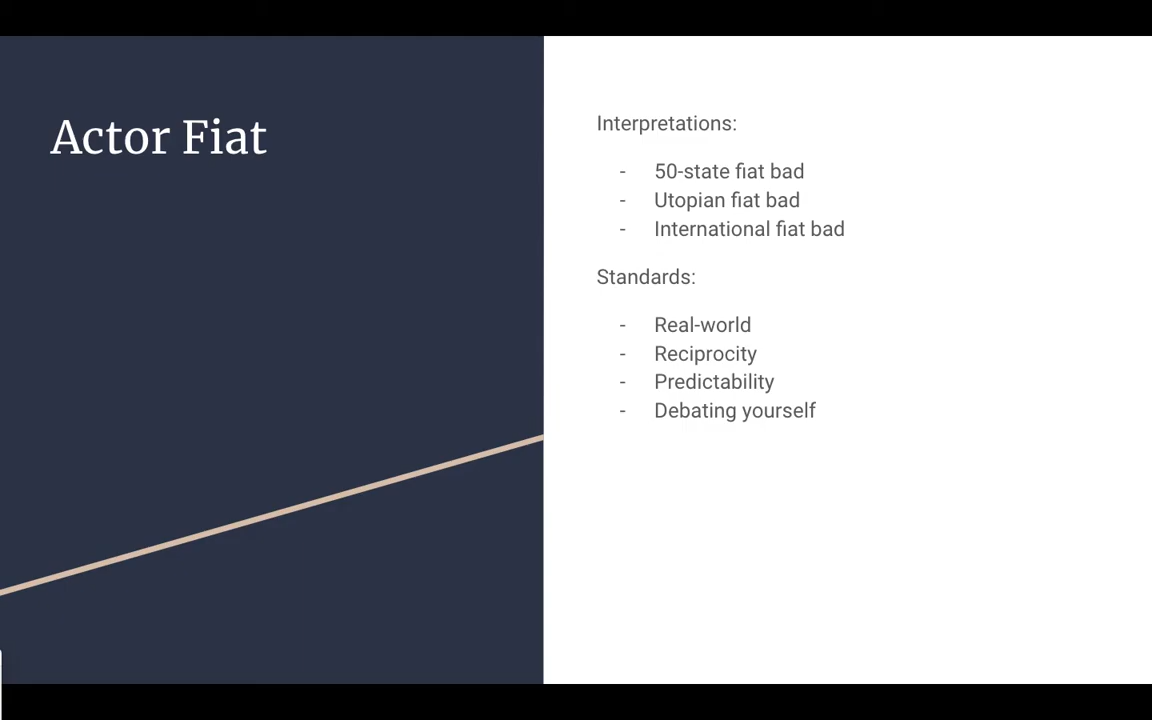 Actor Fiat
Interpretations:
- 50-state fiat bad
- Utopian fiat bad
- International fiat bad
Standards:
- Real-world
- Reciprocity
- Predictability
- Debating yourself